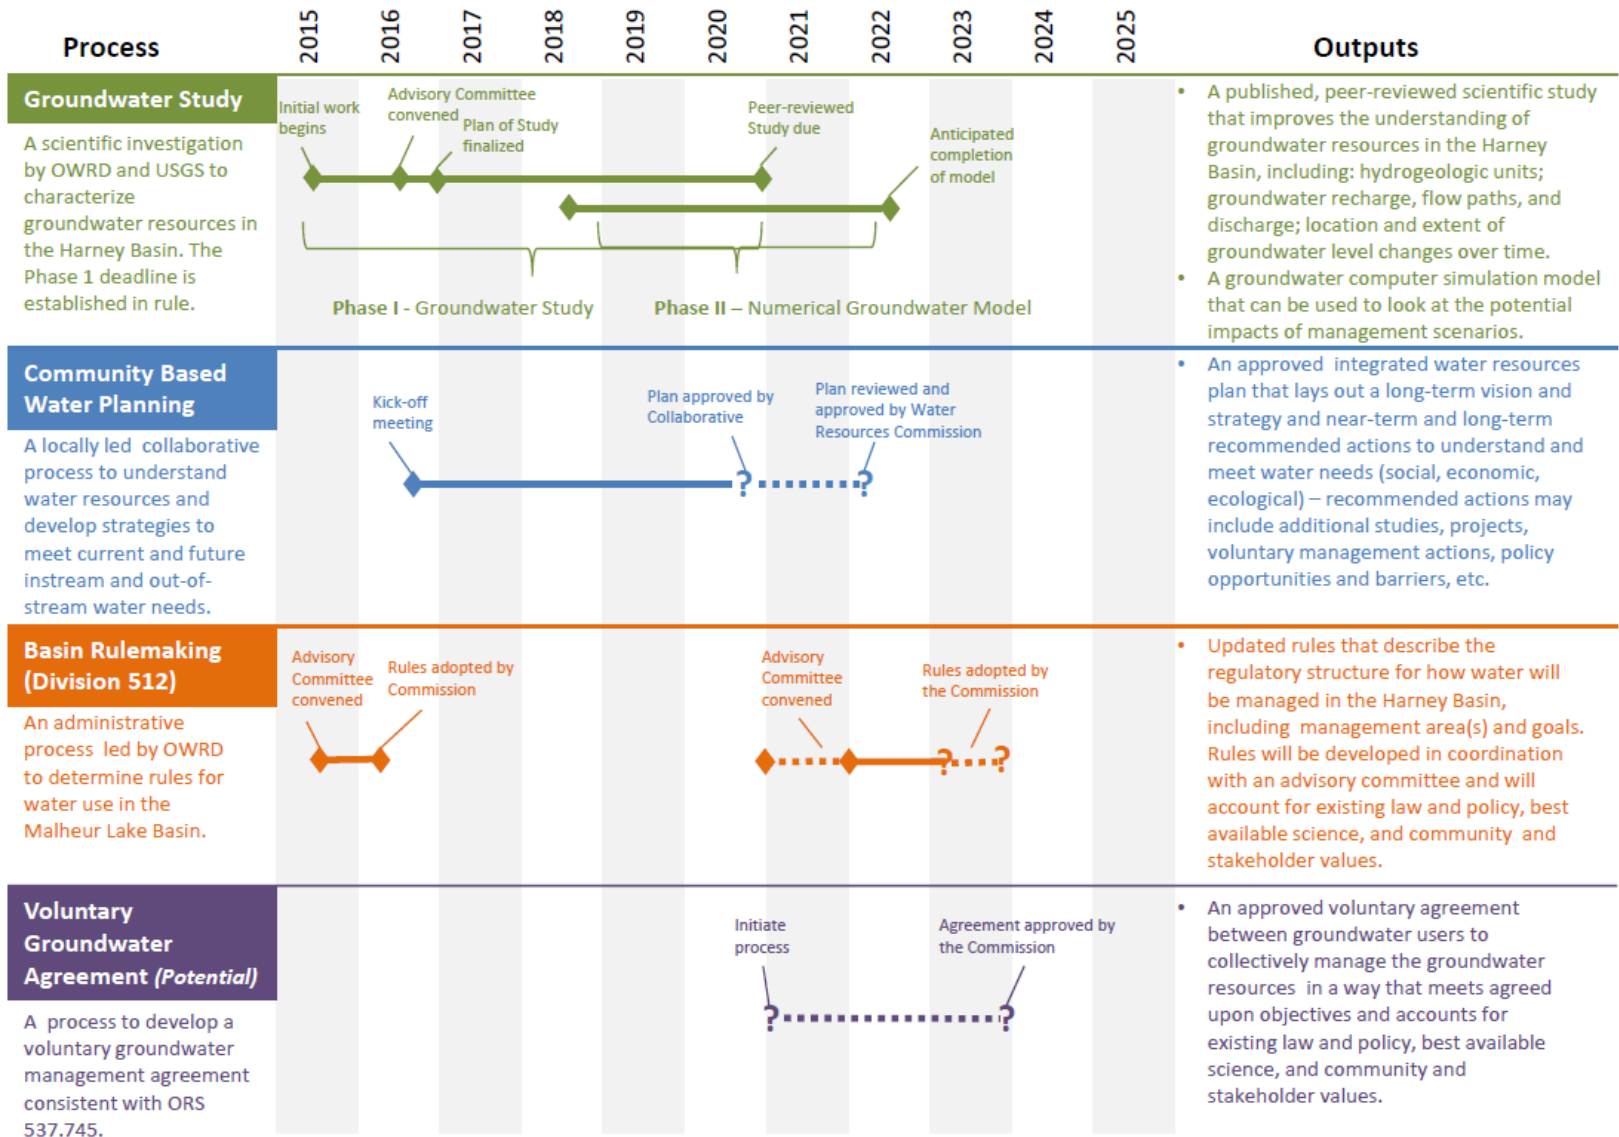 Process
2015
2016
2017
2018
2019
2020
2021
2022
2023
2024
2025
Outputs
Groundwater Study
A scientific investigation
by OWRD and USGS to
characterize
groundwater resources in
the Harney Basin. The
Phase 1 deadline is
established in rule.
Initial work
begins
Advisory Committee
convened
Plan of Study
finalized
Peer-reviewed
Study due
Anticipated
completion
of model
Phase I - Groundwater Study
Phase II – Numerical Groundwater Model
• A published, peer-reviewed scientific study
that improves the understanding of
groundwater resources in the Harney
Basin, including: hydrogeologic units;
groundwater recharge, flow paths, and
discharge; location and extent of
groundwater level changes over time.
• A groundwater computer simulation model
that can be used to look at the potential
impacts of management scenarios.
Community Based
Water Planning
A locally led collaborative
process to understand
water resources and
develop strategies to
meet current and future
instream and out-of-
stream water needs.
Kick-off
meeting
Plan approved by
Collaborative
Plan reviewed and
approved by Water
Resources Commission
?
?
• An approved integrated water resources
plan that lays out a long-term vision and
strategy and near-term and long-term
recommended actions to understand and
meet water needs (social, economic,
ecological) – recommended actions may
include additional studies, projects,
voluntary management actions, policy
opportunities and barriers, etc.
Basin Rulemaking
(Division 512)
An administrative
process led by OWRD
to determine rules for
water use in the
Malheur Lake Basin.
Advisory
Committee
convened
Rules adopted by
Commission
Advisory
Committee
convened
Rules adopted by
the Commission
?
?
• Updated rules that describe the
regulatory structure for how water will
be managed in the Harney Basin,
including management area(s) and goals.
Rules will be developed in coordination
with an advisory committee and will
account for existing law and policy, best
available science, and community and
stakeholder values.
Voluntary
Groundwater
Agreement (Potential)
A process to develop a
voluntary groundwater
management agreement
consistent with ORS
537.745.
Initiate
process
Agreement approved by
the Commission
?
?
• An approved voluntary agreement
between groundwater users to
collectively manage the groundwater
resources in a way that meets agreed
upon objectives and accounts for
existing law and policy, best available
science, and community and
stakeholder values.